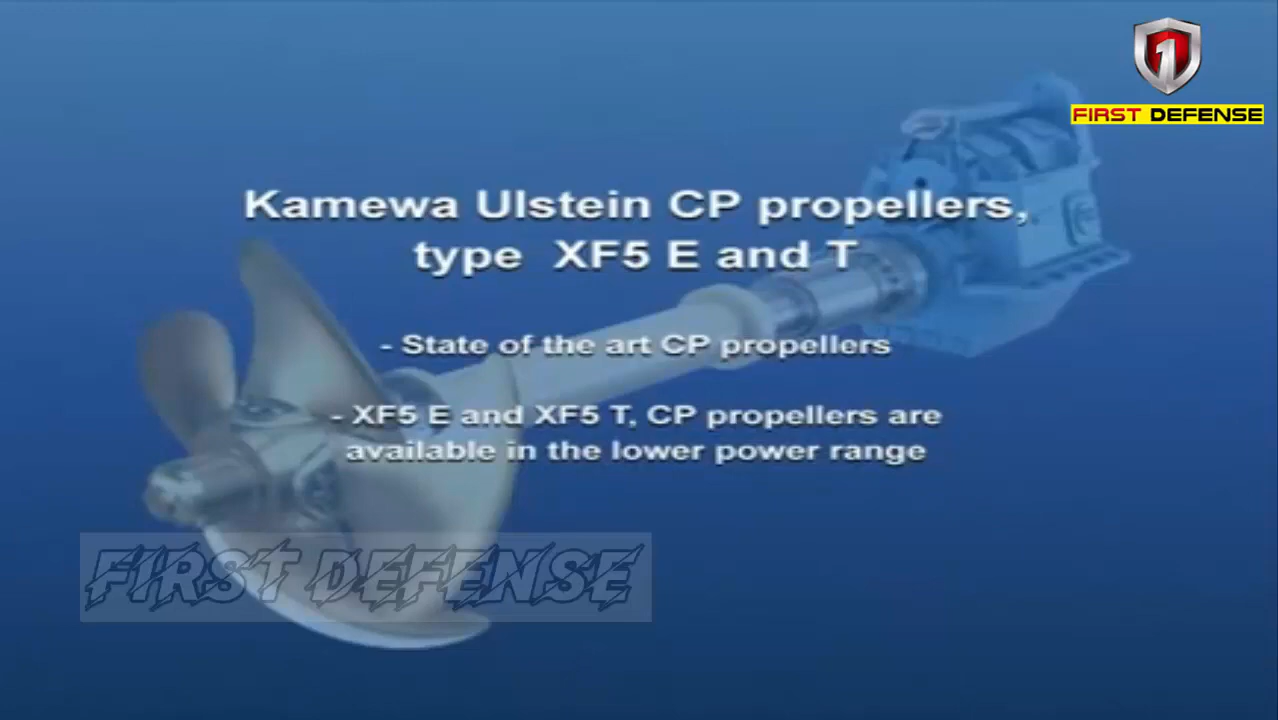 1
FIRST DEFENSE
Kamewa Ulstein CP propellers,
type XF5 E and T
- State of the art CP propellers
- XF5 E and XF5 T, CP propellers are
available in the lower power range
FIRST DEFENSE